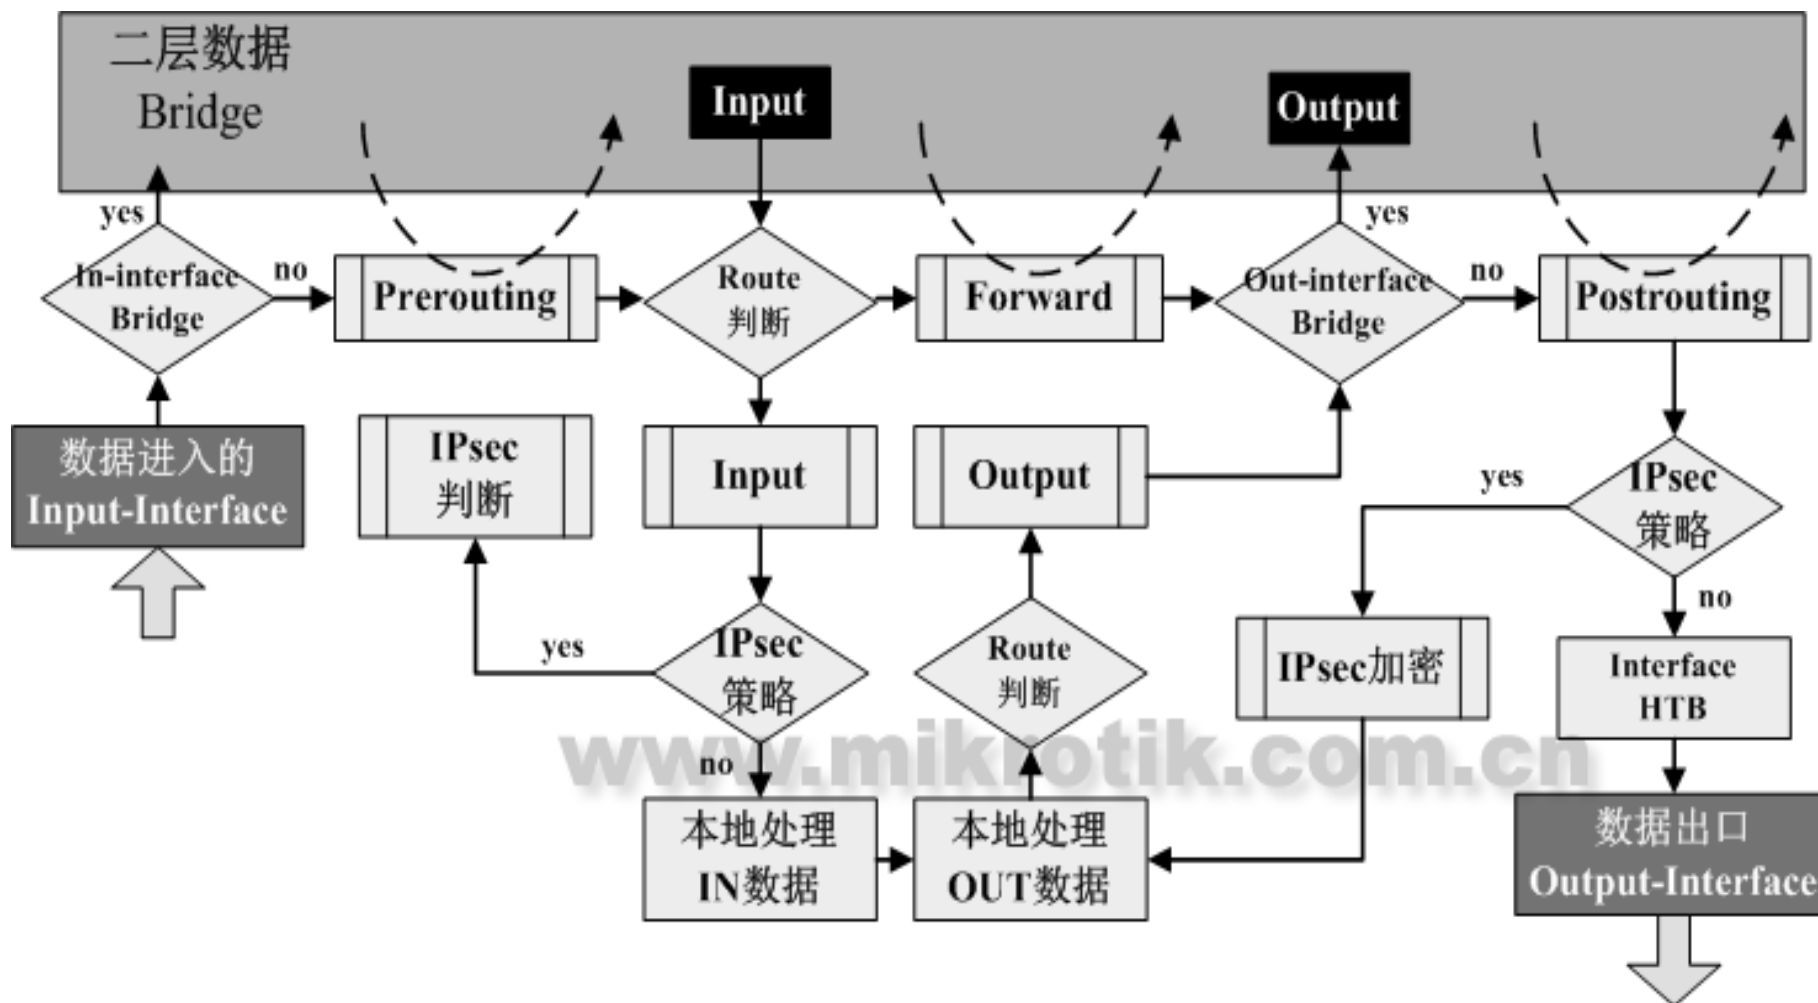 二层数据
Bridge
Input
Output
yes
yes
In-interface
Bridge
no
Prerouting
Route
判断
Forward
Out-interface
Bridge
no
Postrouting
数据进入的
Input-Interface
IPsec
判断
Input
Output
yes
IPsec
策略
no
yes
IPsec
策略
Route
判断
IPsec加密
Interface
HTB
www.mikrotik.com.cn
no
本地处理
IN数据
本地处理
OUT数据
数据出口
Output-Interface